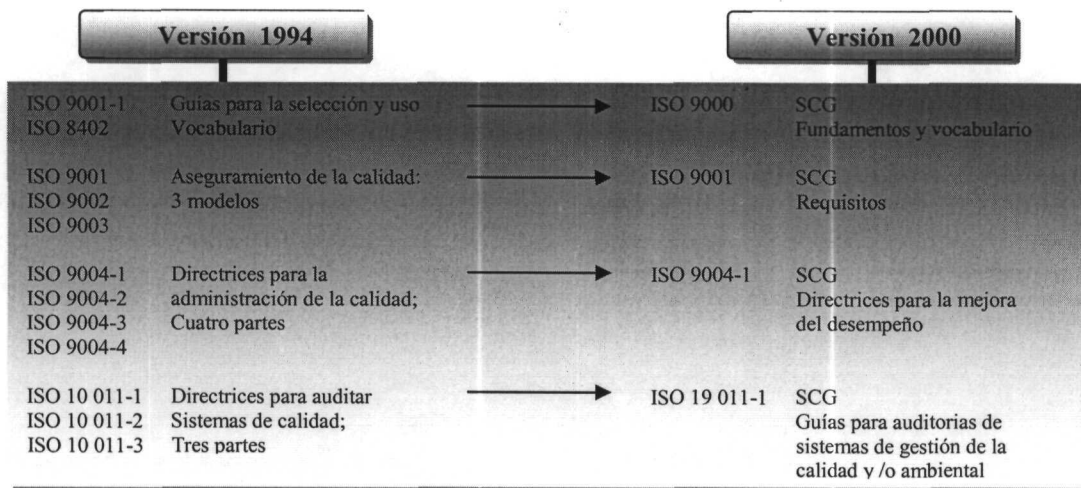 Versión 1994
Versión 2000
ISO 9001-1 Guías para la selección y uso ISO 9000 SCG
ISO 8402 Vocabulario Fundamentos y vocabulario
ISO 9001 Aseguramiento de la calidad: ISO 9001 SCG
ISO 9002 3 modelos Requisitos
ISO 9003
ISO 9004-1 Directrices para la ISO 9004-1 SCG
ISO 9004-2 administración de la calidad; Directrices para la mejora
ISO 9004-3 Cuatro partes del desempeño
ISO 9004-4
ISO 10 011-1 Directrices para auditar ISO 19 011-1 SCG
ISO 10 011-2 Sistemas de calidad; Guías para auditorias de
ISO 10 011-3 Tres partes sistemas de gestión de la
calidad y /o ambiental